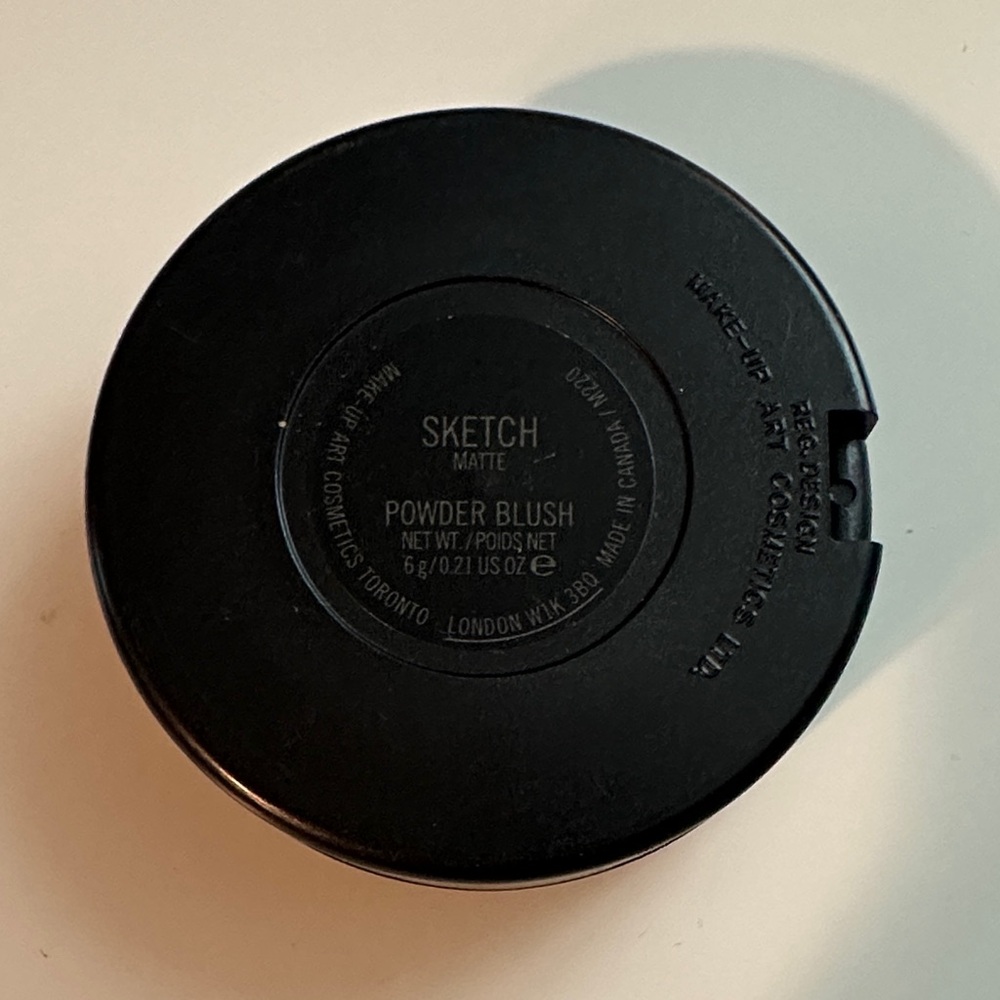 SKETCH
MATTE
POWDER BLUSH
NET WT. / POIDS NET
6 g / 0.21 US OZ e
MAKE-UP ART COSMETICS TORONTO LONDON W1K 3BQ MADE IN CANADA / M220
REG. DESIGN
MAKE-UP ART COSMETICS LTD.